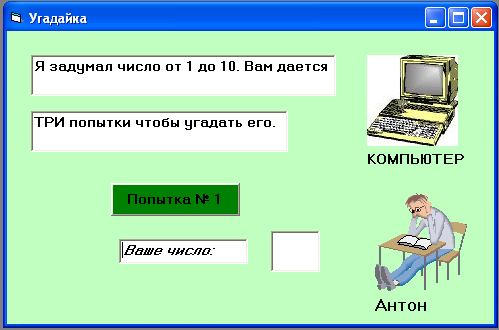 Угадайка
Я задумал число от 1 до 10. Вам дается
ТРИ попытки чтобы угадать его.
КОМПЬЮТЕР
Попытка № 1
Ваше число:
Антон